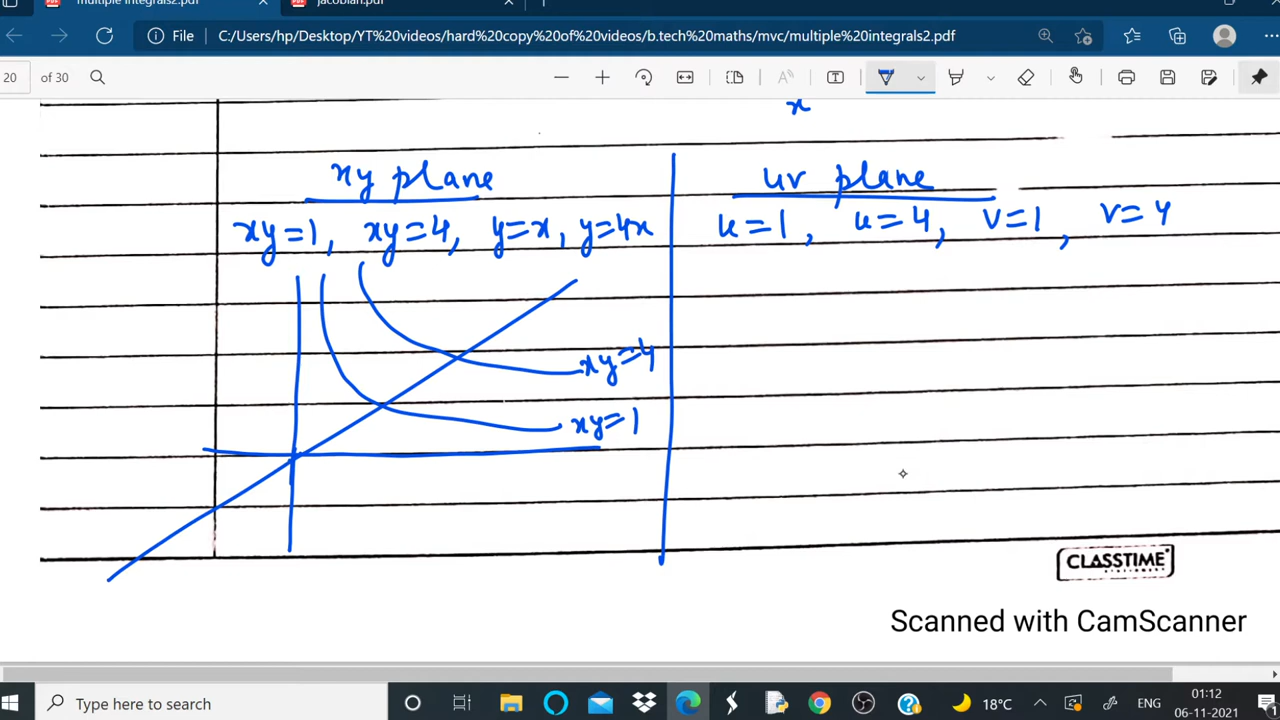 multiple integrals2.pdf
jacobian.pdf
File C:/Users/hp/Desktop/YT%20videos/hard%20copy%20of%20videos/b.tech%20maths/mvc/multiple%20integrals2.pdf
20 of 30
x
xy plane
uv plane
xy=1, xy=4, y=x, y=4x
u=1, u=4, v=1, v=4
xy=4
xy=1
CLASSTIME
Scanned with CamScanner
Type here to search
18°C
ENG
01:12
06-11-2021